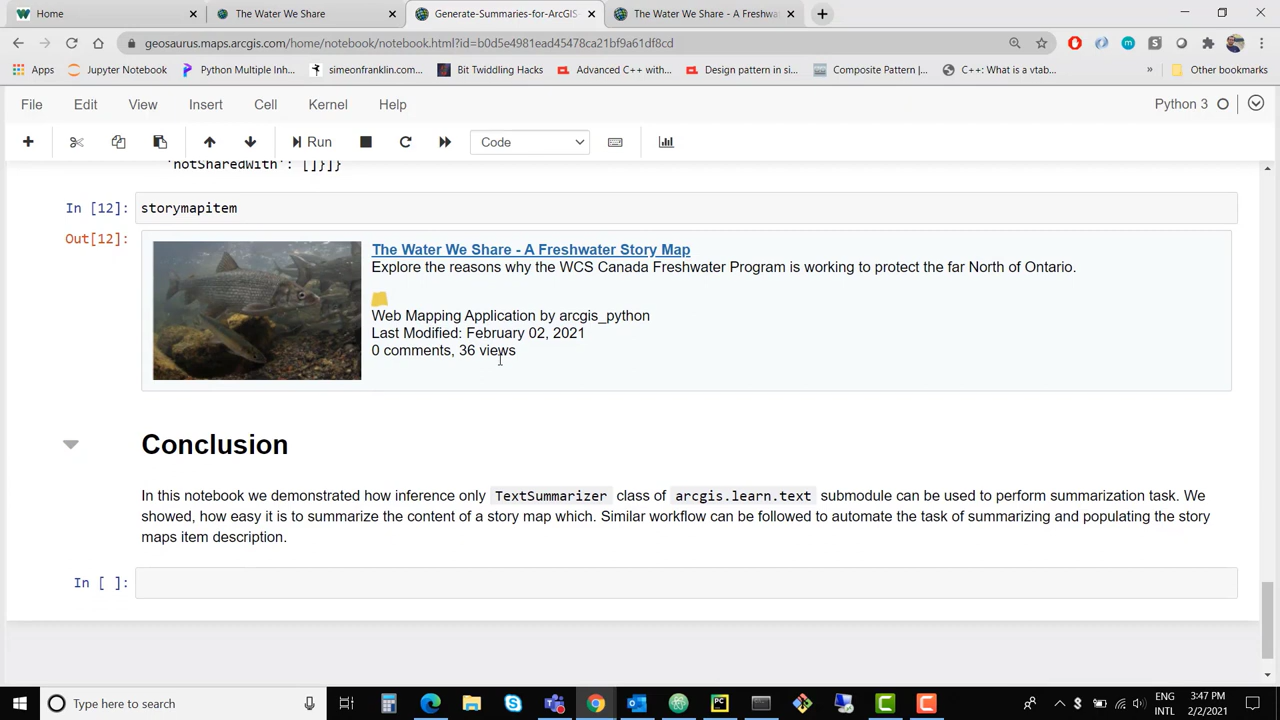 Home
The Water We Share
Generate-Summaries-for-ArcGIS-
The Water We Share - A Freshwa
geosaurus.maps.arcgis.com/home/notebook/notebook.html?id=b0d5e4981ead45478ca21bf9a61df8cd
Apps Jupyter Notebook Python Multiple Inh... simeonfranklin.com... Bit Twiddling Hacks Advanced C++ with... Design pattern in si... Composite Pattern |... C++: What is a vtab... » Other bookmarks
File Edit View Insert Cell Kernel Help Python 3
Run Code
'notSharedWith': []}]}
In [12]: storymapitem
Out[12]: The Water We Share - A Freshwater Story Map
Explore the reasons why the WCS Canada Freshwater Program is working to protect the far North of Ontario.
Web Mapping Application by arcgis_python
Last Modified: February 02, 2021
0 comments, 36 views
Conclusion
In this notebook we demonstrated how inference only TextSummarizer class of arcgis.learn.text submodule can be used to perform summarization task. We
showed, how easy it is to summarize the content of a story map which. Similar workflow can be followed to automate the task of summarizing and populating the story
maps item description.
In [ ]:
Type here to search
ENG
INTL
3:47 PM
2/2/2021